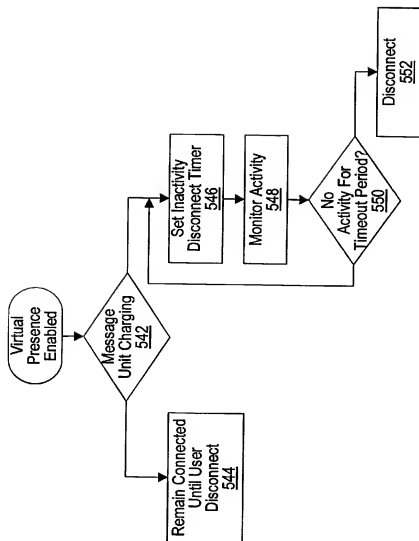 Virtual
Presence
Enabled
Message
Unit Charging
542
Remain Connected
Until User
Disconnect
544
Set Inactivity
Disconnect Timer
546
Monitor Activity
548
No
Activity For
Timeout Period?
550
Disconnect
552